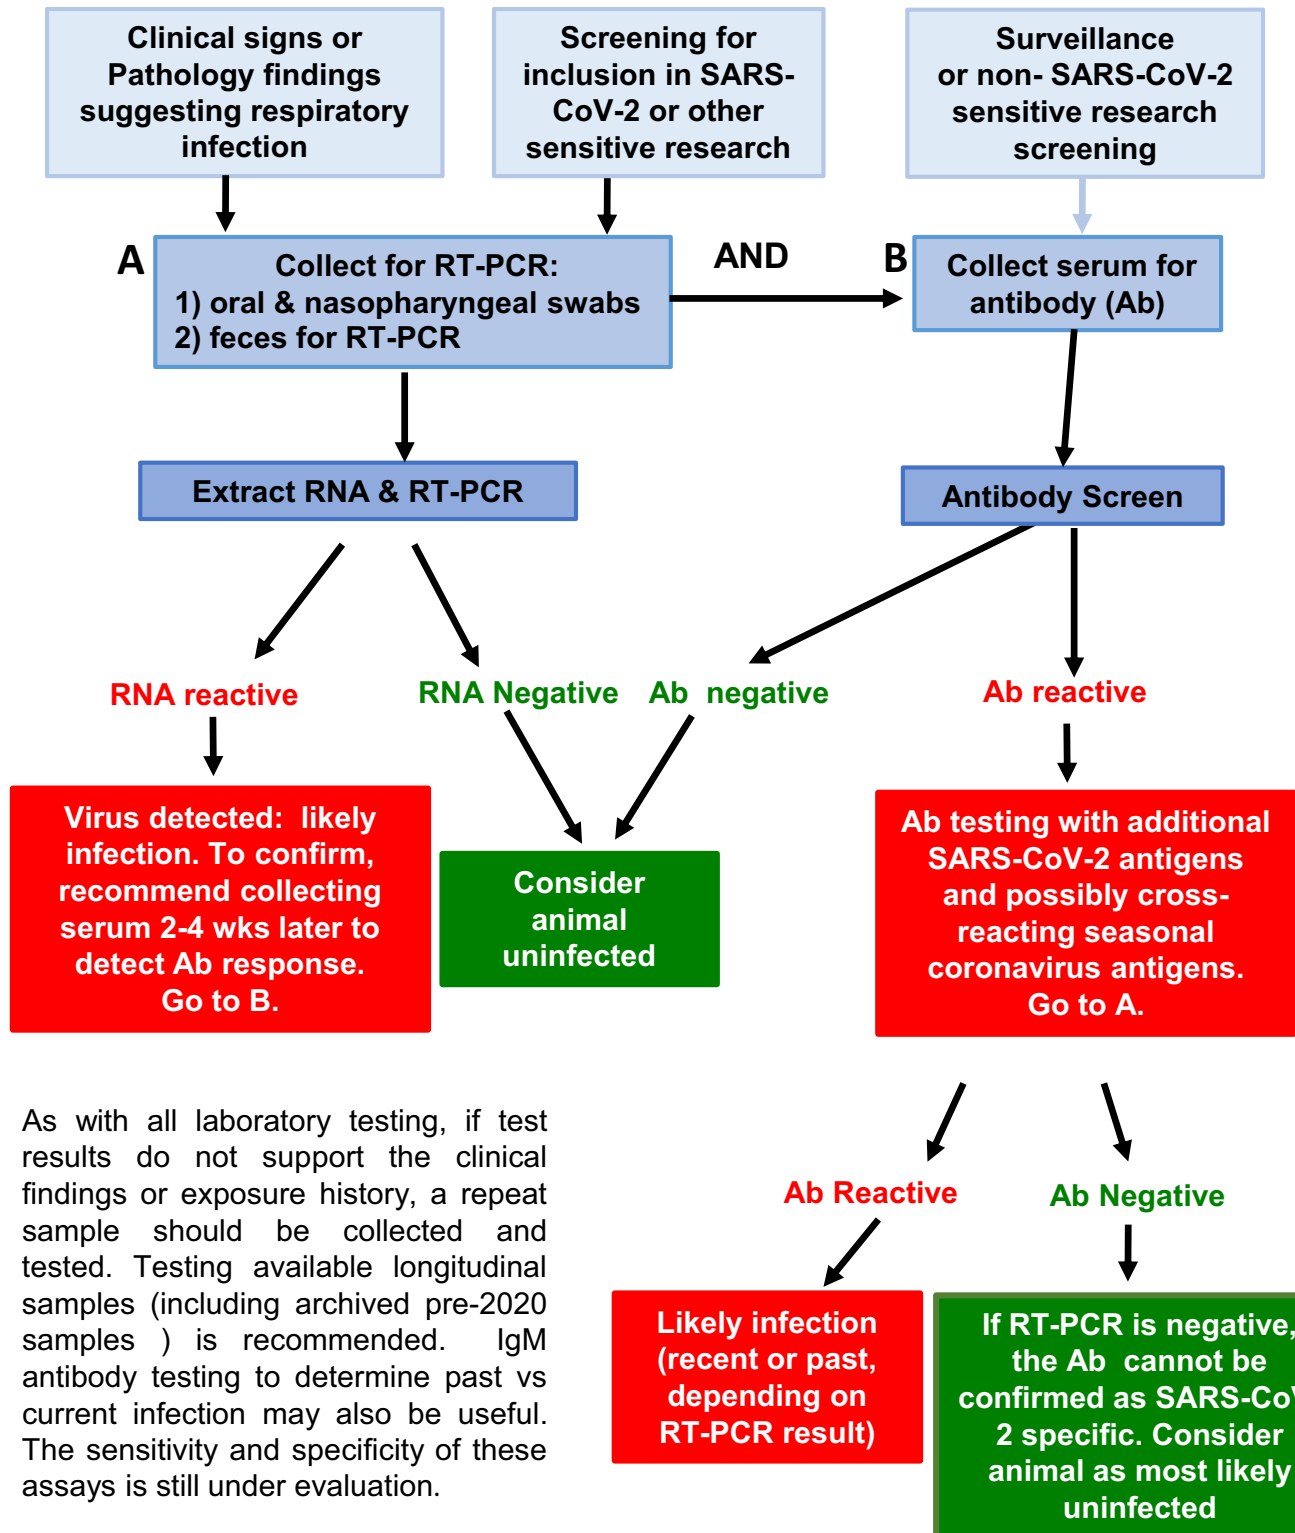 Clinical signs or
Pathology findings
suggesting respiratory
infection
Screening for
inclusion in SARS-
CoV-2 or other
sensitive research
Surveillance
or non- SARS-CoV-2
sensitive research
screening
A
Collect for RT-PCR:
1) oral & nasopharyngeal swabs
2) feces for RT-PCR
AND
B
Collect serum for
antibody (Ab)
Extract RNA & RT-PCR
Antibody Screen
RNA reactive
RNA Negative
Ab negative
Ab reactive
Virus detected: likely
infection. To confirm,
recommend collecting
serum 2-4 wks later to
detect Ab response.
Go to B.
Consider
animal
uninfected
Ab testing with additional
SARS-CoV-2 antigens
and possibly cross-
reacting seasonal
coronavirus antigens.
Go to A.
As with all laboratory testing, if test
results do not support the clinical
findings or exposure history, a repeat
sample should be collected and
tested. Testing available longitudinal
samples (including archived pre-2020
samples ) is recommended. IgM
antibody testing to determine past vs
current infection may also be useful.
The sensitivity and specificity of these
assays is still under evaluation.
Ab Reactive
Ab Negative
Likely infection
(recent or past,
depending on
RT-PCR result)
If RT-PCR is negative,
the Ab cannot be
confirmed as SARS-CoV
2 specific. Consider
animal as most likely
uninfected